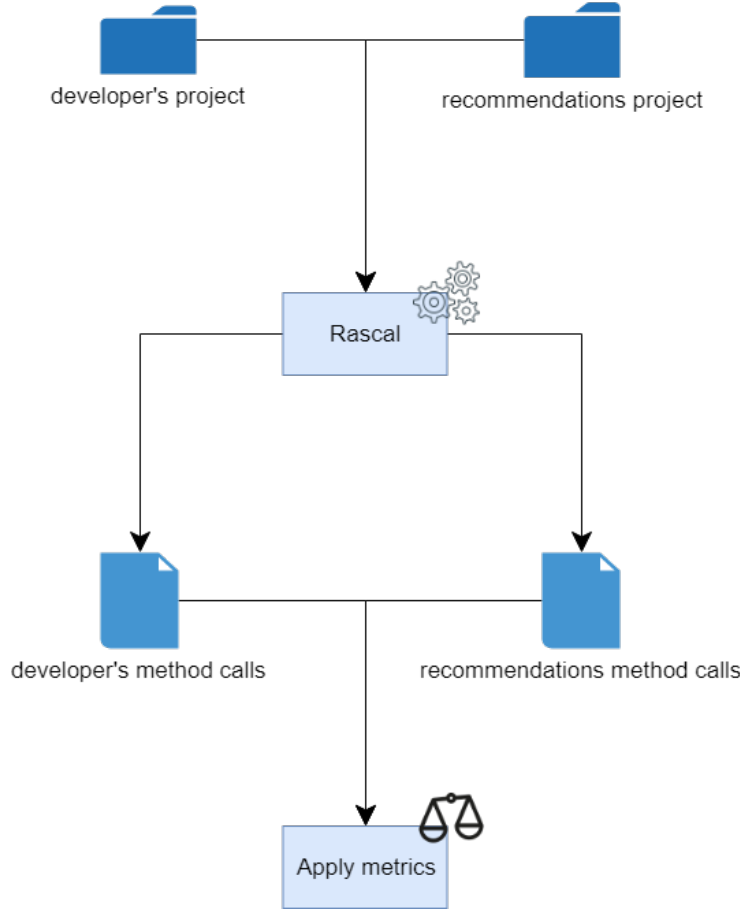 developer's project
recommendations project
Rascal
developer's method calls
recommendations method calls
Apply metrics